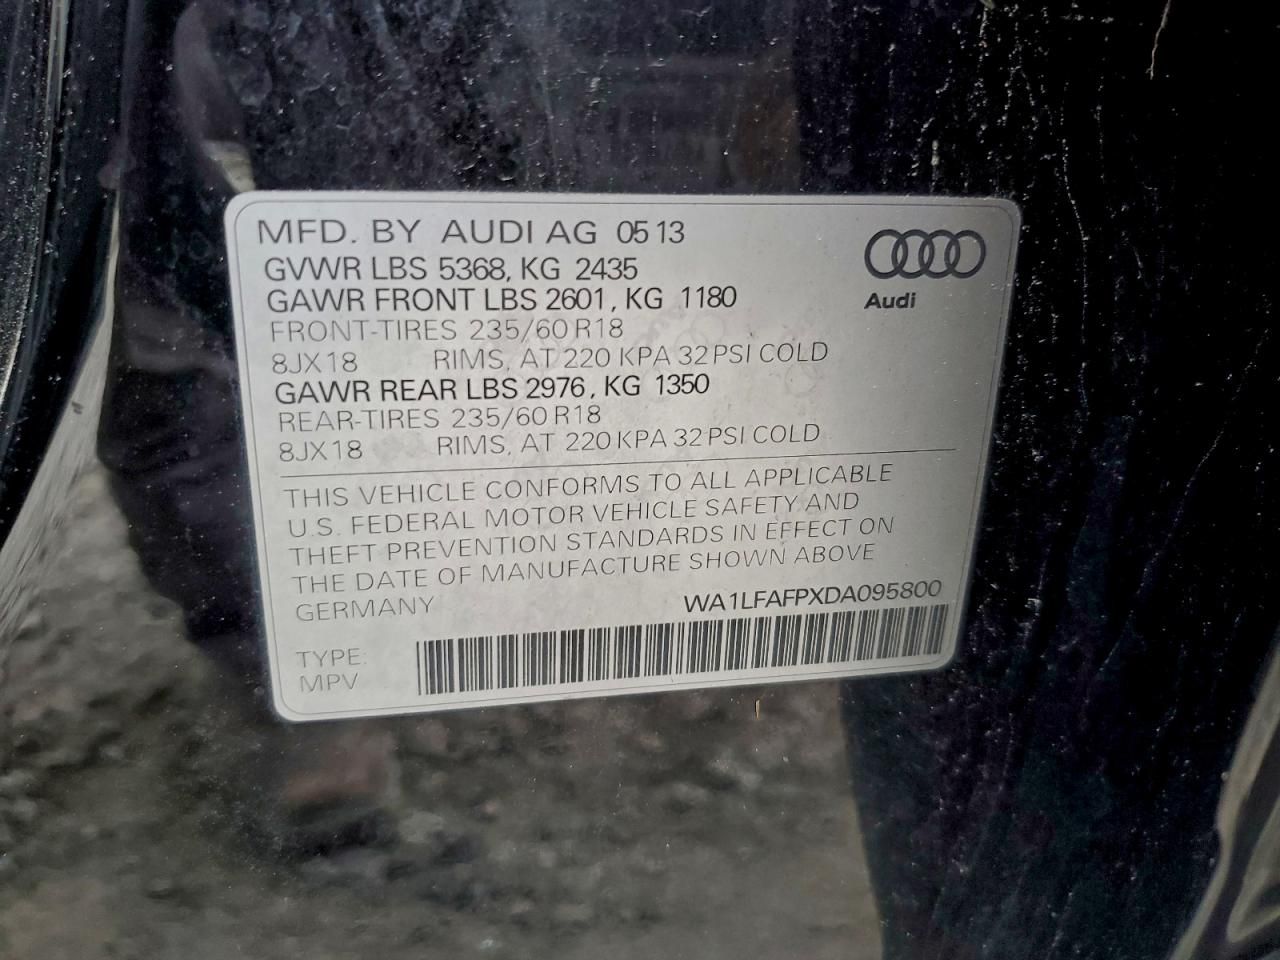 MFD. BY AUDI AG 05 13
GVWR LBS 5368, KG 2435
GAWR FRONT LBS 2601, KG 1180
FRONT-TIRES 235/60 R18
8JX18 RIMS, AT 220 KPA 32 PSI COLD
GAWR REAR LBS 2976, KG 1350
REAR-TIRES 235/60 R18
8JX18 RIMS, AT 220 KPA 32 PSI COLD
Audi
THIS VEHICLE CONFORMS TO ALL APPLICABLE
U.S. FEDERAL MOTOR VEHICLE SAFETY AND
THEFT PREVENTION STANDARDS IN EFFECT ON
THE DATE OF MANUFACTURE SHOWN ABOVE
GERMANY WA1LFAFPXDA095800
TYPE:
MPV